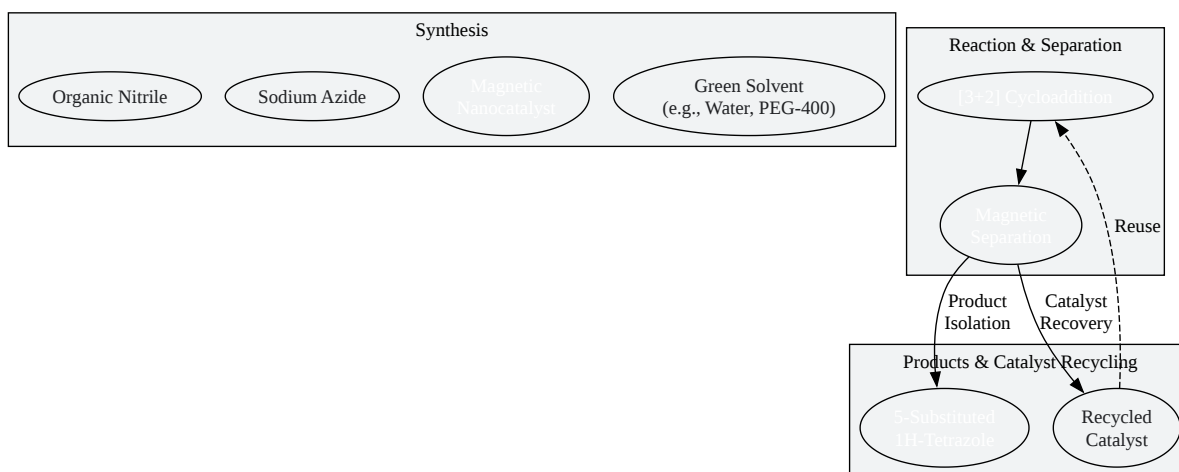 Synthesis
Organic Nitrile
Sodium Azide
Magnetic
Nanocatalyst
Green Solvent
(e.g., Water, PEG-400)
Reaction & Separation
[3+2] Cycloaddition
Magnetic
Separation
Reuse
Product
Isolation
Catalyst
Recovery
Products & Catalyst Recycling
5-Substituted
1H-Tetrazole
Recycled
Catalyst